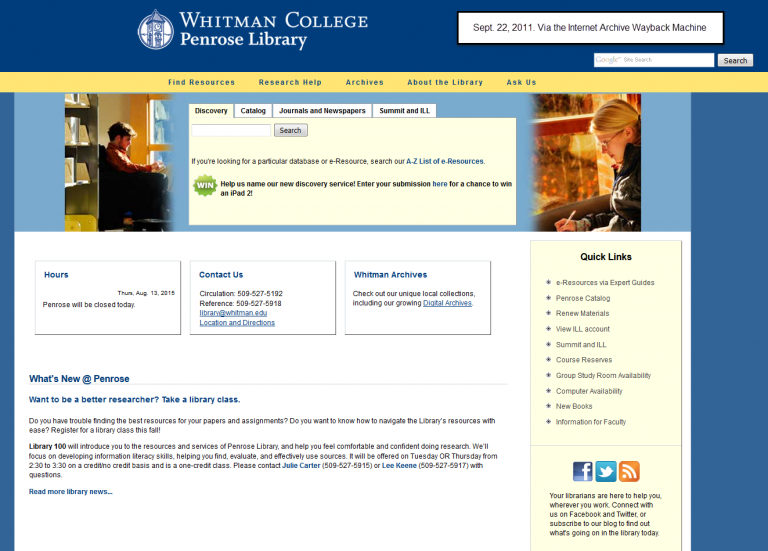 WHITMAN COLLEGE
Penrose Library
Sept. 22, 2011. Via the Internet Archive Wayback Machine
Google™ Site Search
Search
Find Resources
Research Help
Archives
About the Library
Ask Us
Discovery
Catalog
Journals and Newspapers
Summit and ILL
Search
If you're looking for a particular database or e-Resource, search our A-Z List of e-Resources.
WIN
Help us name our new discovery service! Enter your submission here for a chance to win
an iPad 2!
Hours
Thurs, Aug. 13, 2015
Penrose will be closed today.
Contact Us
Circulation: 509-527-5192
Reference: 509-527-5918
library@whitman.edu
Location and Directions
Whitman Archives
Check out our unique local collections,
including our growing Digital Archives.
What's New @ Penrose
Want to be a better researcher? Take a library class.
Do you have trouble finding the best resources for your papers and assignments? Do you want to know how to navigate the Library's resources with
ease? Register for a library class this fall!
Library 100 will introduce you to the resources and services of Penrose Library, and help you feel comfortable and confident doing research. We'll
focus on developing information literacy skills, helping you find, evaluate, and effectively use sources. It will be offered on Tuesday OR Thursday from
2:30 to 3:30 on a credit/no credit basis and is a one-credit class. Please contact Julie Carter (509-527-5915) or Lee Keene (509-527-5917) with
questions.
Read more library news...
Quick Links
e-Resources via Expert Guides
Penrose Catalog
Renew Materials
View ILL account
Summit and ILL
Course Reserves
Group Study Room Availability
Computer Availability
New Books
Information for Faculty
Your librarians are here to help you,
wherever you work. Connect with
us on Facebook and Twitter, or
subscribe to our blog to find out
what's going on in the library today.